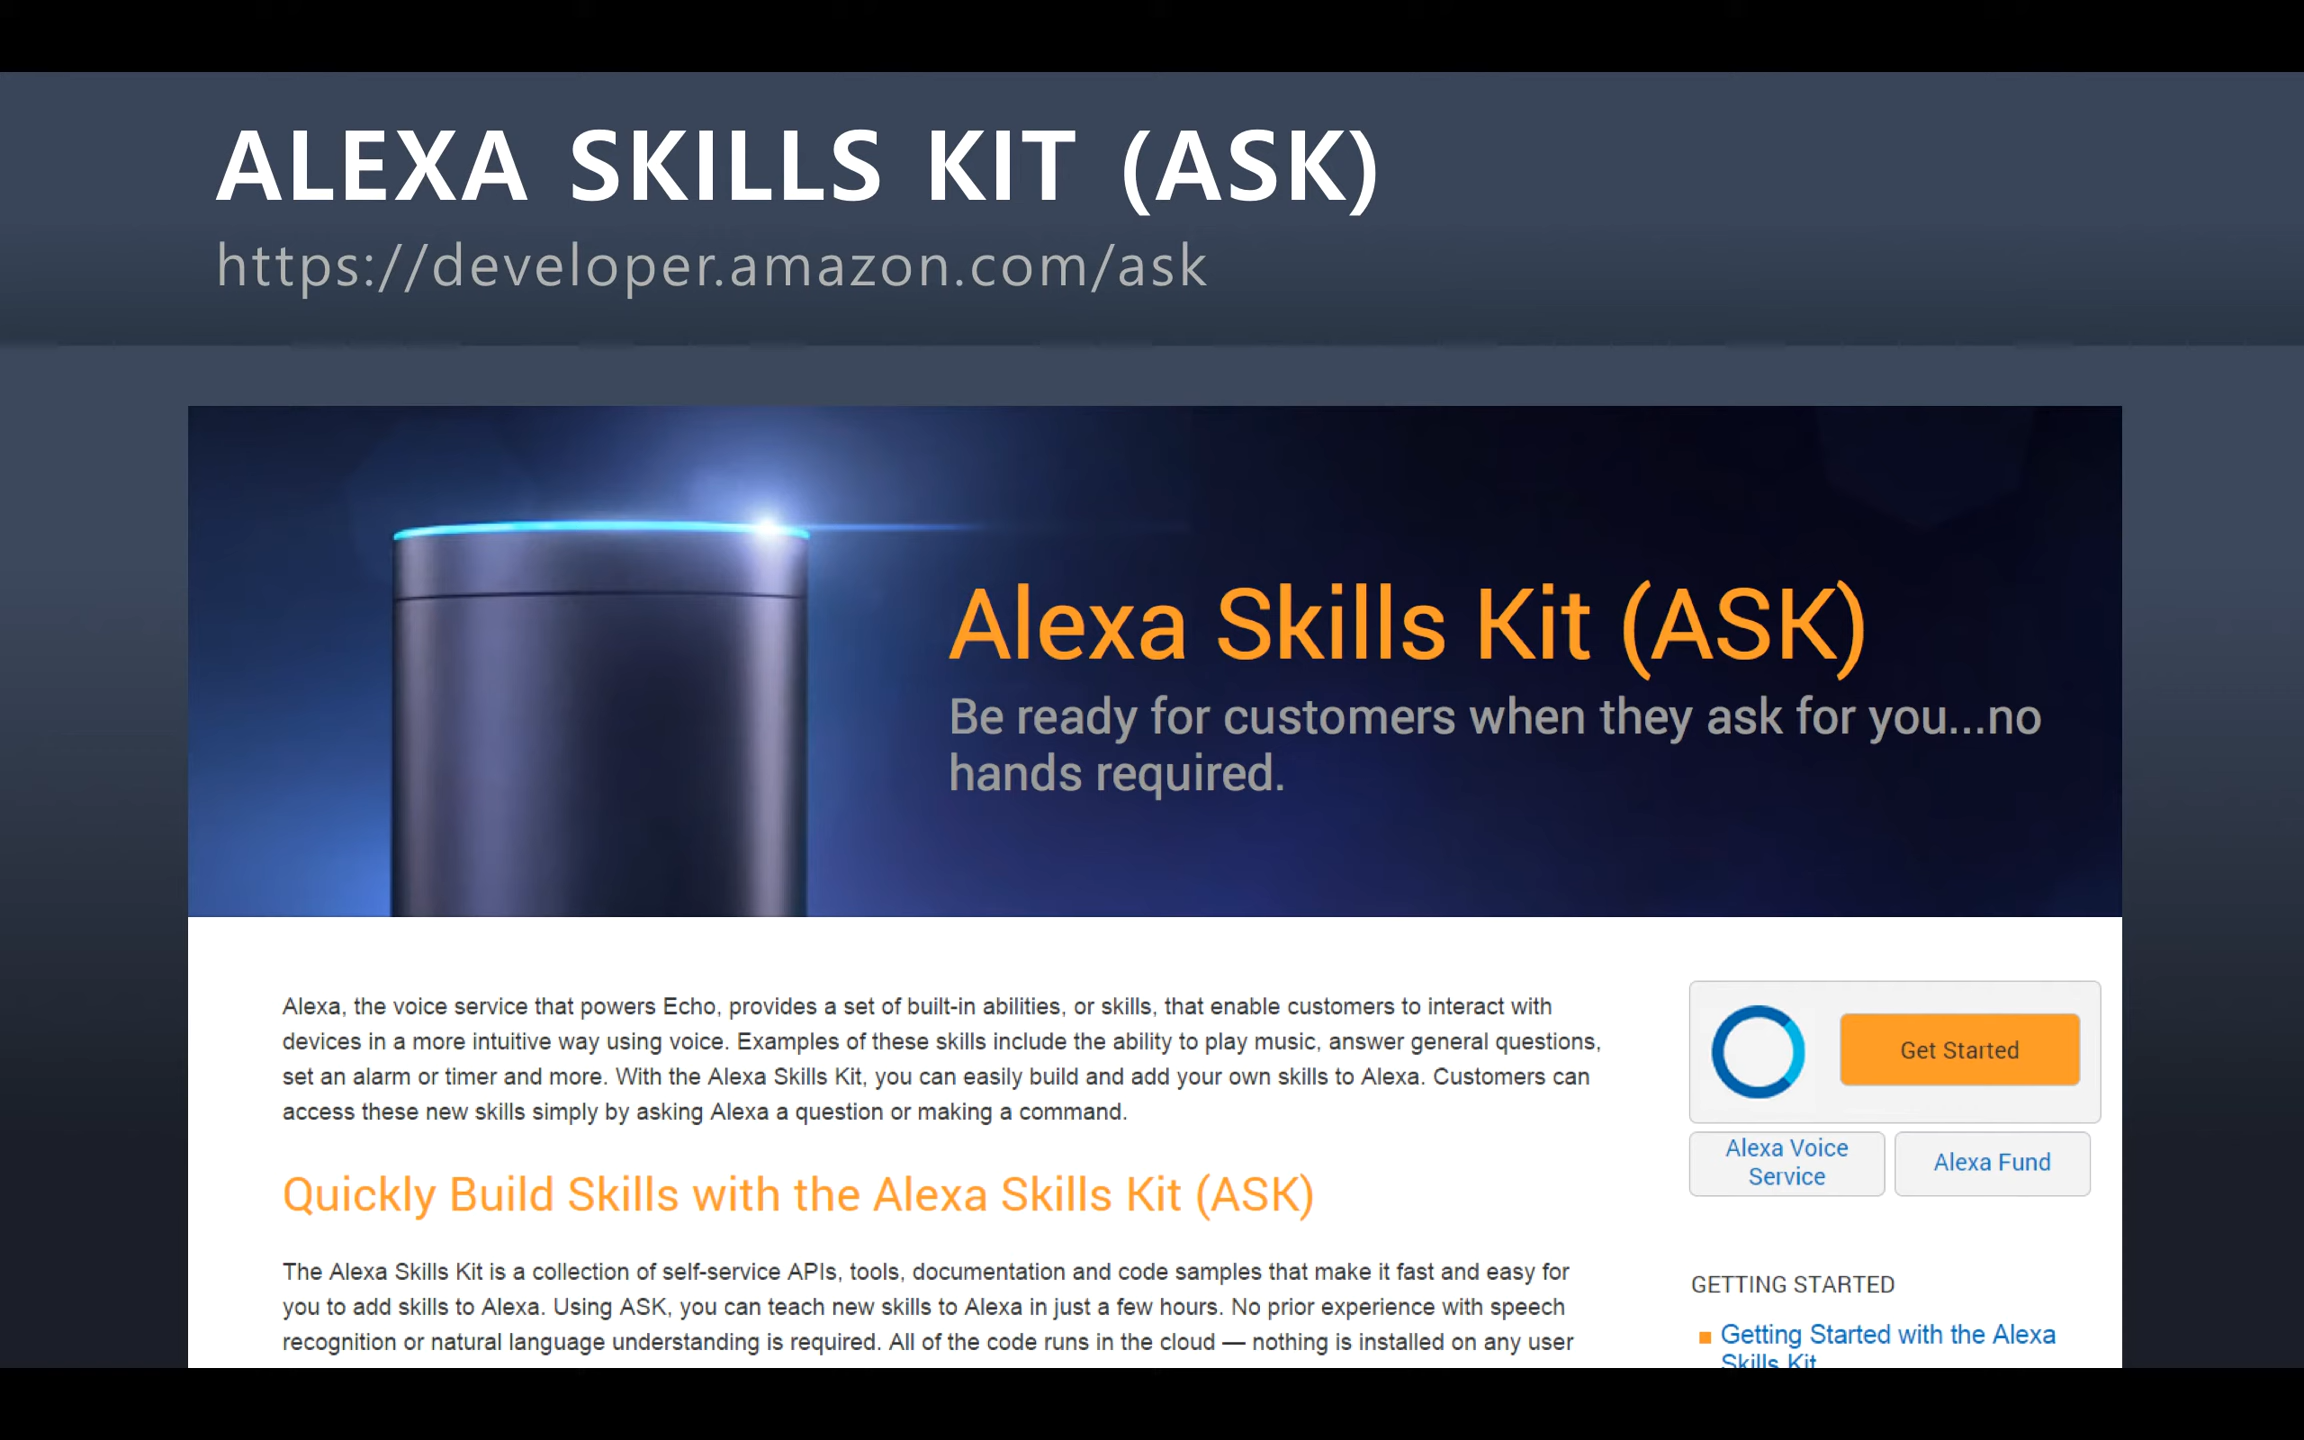 ALEXA SKILLS KIT (ASK)
https://developer.amazon.com/ask
Alexa Skills Kit (ASK)
Be ready for customers when they ask for you...no
hands required.
Alexa, the voice service that powers Echo, provides a set of built-in abilities, or skills, that enable customers to interact with
devices in a more intuitive way using voice. Examples of these skills include the ability to play music, answer general questions,
set an alarm or timer and more. With the Alexa Skills Kit, you can easily build and add your own skills to Alexa. Customers can
access these new skills simply by asking Alexa a question or making a command.
Quickly Build Skills with the Alexa Skills Kit (ASK)
The Alexa Skills Kit is a collection of self-service APIs, tools, documentation and code samples that make it fast and easy for
you to add skills to Alexa. Using ASK, you can teach new skills to Alexa in just a few hours. No prior experience with speech
recognition or natural language understanding is required. All of the code runs in the cloud — nothing is installed on any user
Get Started
Alexa Voice
Service
Alexa Fund
GETTING STARTED
Getting Started with the Alexa
Skills Kit